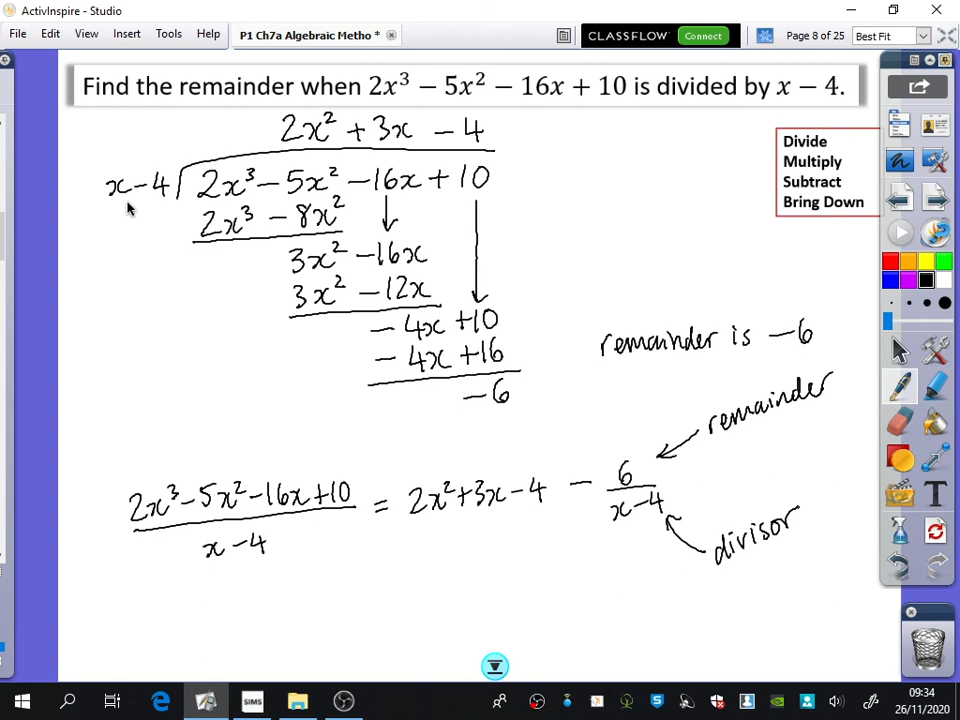 ActivInspire - Studio
File Edit View Insert Tools Help P1 Ch7a Algebraic Metho * CLASSFLOW Connect Page 8 of 25 Best Fit
Find the remainder when 2x³ − 5x² − 16x + 10 is divided by x − 4.
2x² + 3x − 4
x − 4 2x³ − 5x² − 16x + 10
2x³ − 8x²
3x² − 16x
3x² − 12x
− 4x + 10
− 4x + 16
− 6
Divide
Multiply
Subtract
Bring Down
remainder is −6
remainder
2x³ − 5x² − 16x + 10 / x − 4 = 2x² + 3x − 4 − 6 / x − 4
divisor
T
SIMS
09:34
26/11/2020